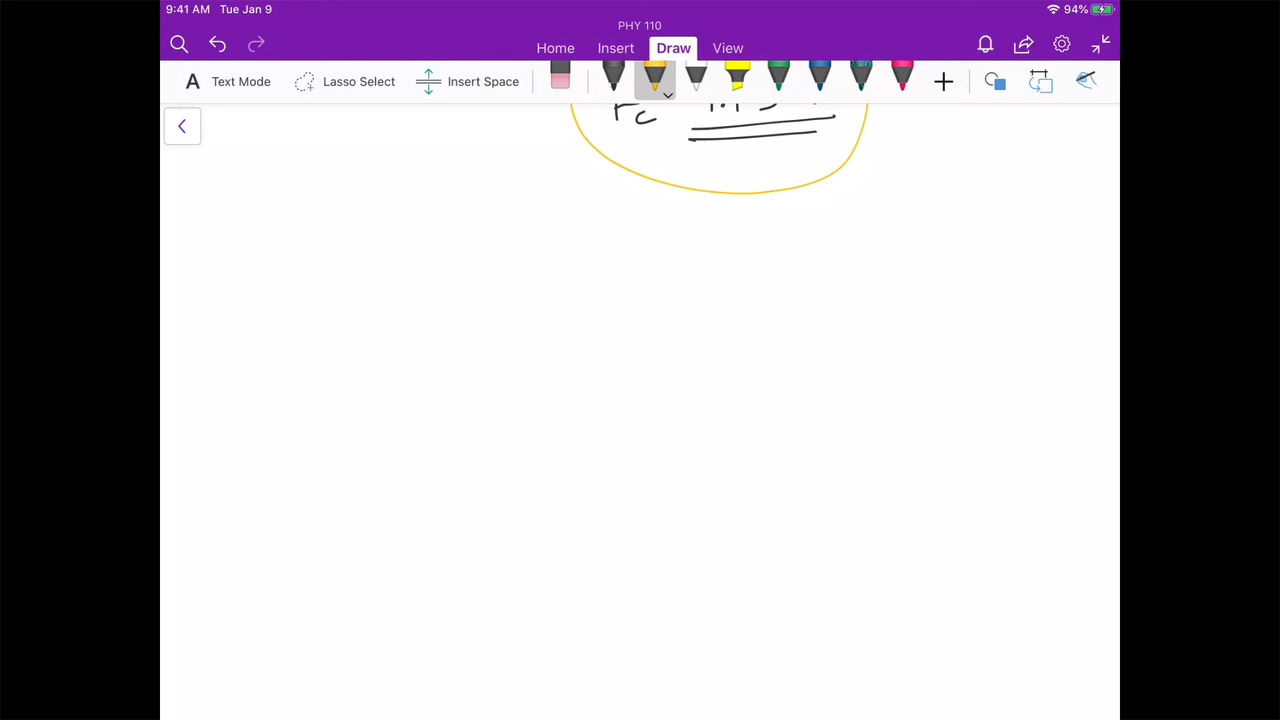 9:41 AM Tue Jan 9
94%
PHY 110
Home Insert Draw View
A Text Mode Lasso Select Insert Space
Fc